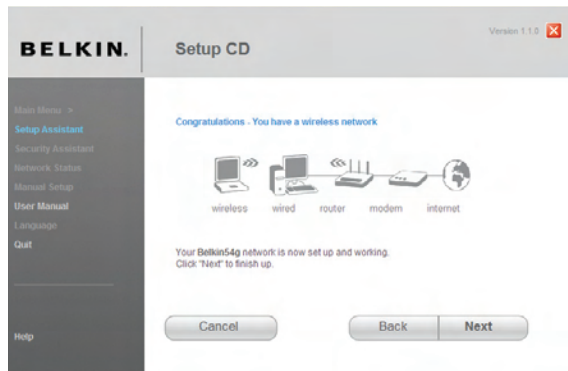 BELKIN.
Setup CD
Version 1.1.0
Main Menu >
Setup Assistant
Security Assistant
Network Status
Manual Setup
User Manual
Language
Quit
Help
Congratulations - You have a wireless network
wireless wired router modem internet
Your Belkin54g network is now set up and working.
Click "Next" to finish up.
Cancel
Back
Next